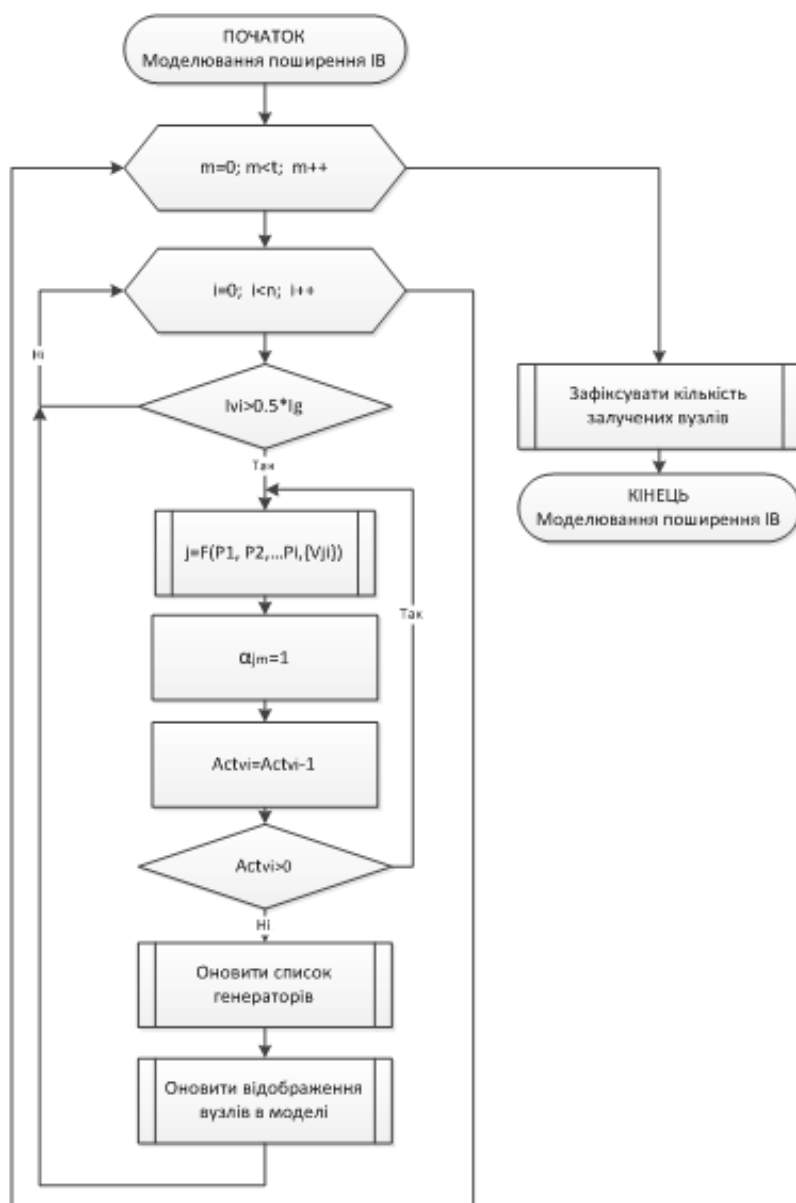 ПОЧАТОК
Моделювання поширення ІВ
m=0; m<t; m++
i=0; i<n; i++
Ні
Ivi>0.5*Ig
Так
Зафіксувати кількість
залучених вузлів
КІНЕЦЬ
Моделювання поширення ІВ
j=F(P1, P2,...Pi,{Vji})
Так
αjm=1
Actvi=Actvi-1
Actvi>0
Ні
Оновити список
генераторів
Оновити відображення
вузлів в моделі